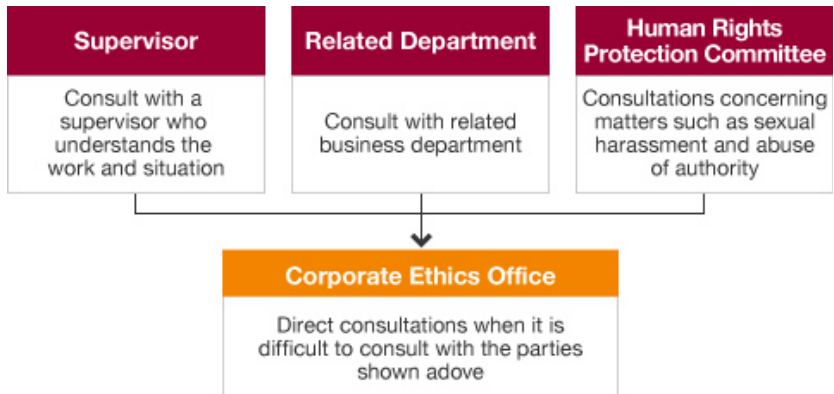 Supervisor
Consult with a
supervisor who
understands the
work and situation
Related Department
Consult with related
business department
Human Rights
Protection Committee
Consultations concerning
matters such as sexual
harassment and abuse
of authority
Corporate Ethics Office
Direct consultations when it is
difficult to consult with the parties
shown adove